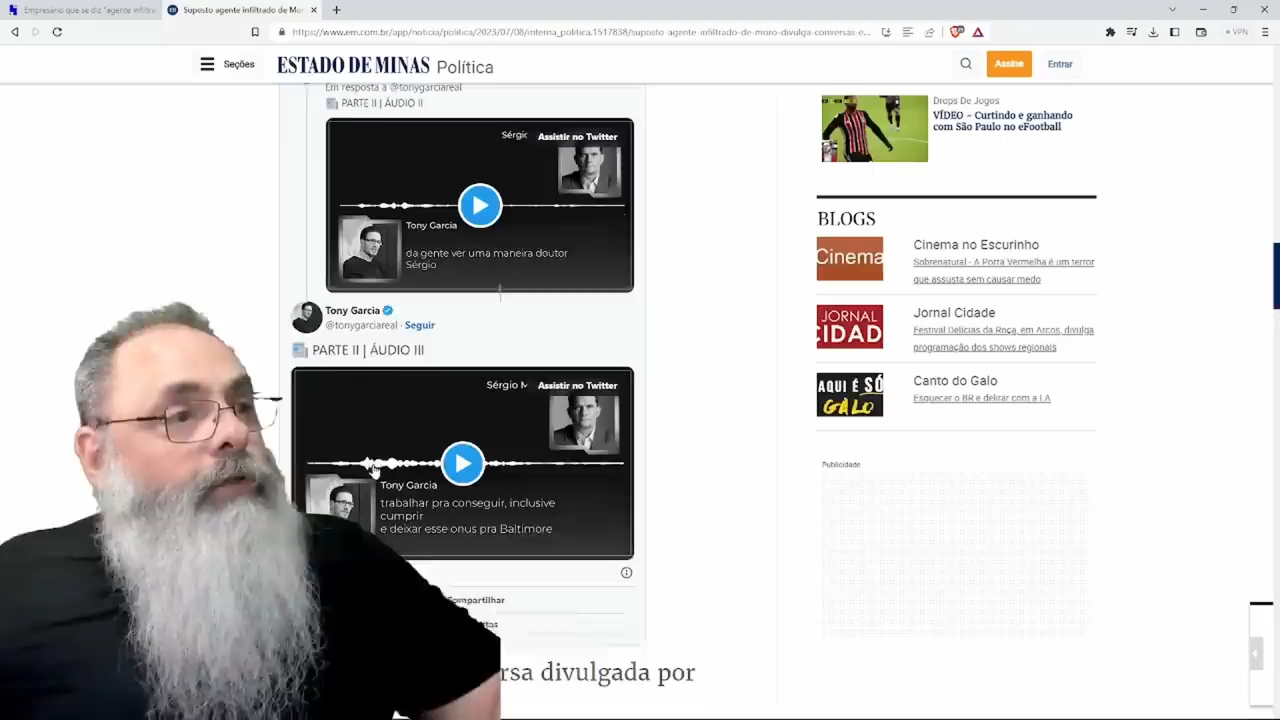 Empresário que se diz "agente infiltra
Suposto agente infiltrado de Mor
https://www.em.com.br/app/noticia/politica/2023/07/08/interna_politica,1517838/suposto-agente-infiltrado-de-moro-divulga-conversas-e...
VPN
Seções
ESTADO DE MINAS Política
Assine
Entrar
Em resposta a @tonygarciareal
PARTE II | ÁUDIO II
Assistir no Twitter
Tony Garcia
da gente ver uma maneira doutor
Sérgio
Tony Garcia
@tonygarciareal · Seguir
PARTE II | ÁUDIO III
Sérgio M
Assistir no Twitter
Tony Garcia
trabalhar pra conseguir, inclusive
cumprir
e deixar esse onus pra Baltimore
rsa divulgada por
Drops De Jogos
VÍDEO - Curtindo e ganhando
com São Paulo no eFootball
BLOGS
Cinema
Cinema no Escurinho
Sobrenatural - A Porta Vermelha é um terror
que assusta sem causar medo
JORNAL
CIDAD
Jornal Cidade
Festival Delícias da Roça, em Arcos, divulga
programação dos shows regionais
AQUI É SÓ
GALO
Canto do Galo
Esquecer o BR e delirar com a LA
Publicidade